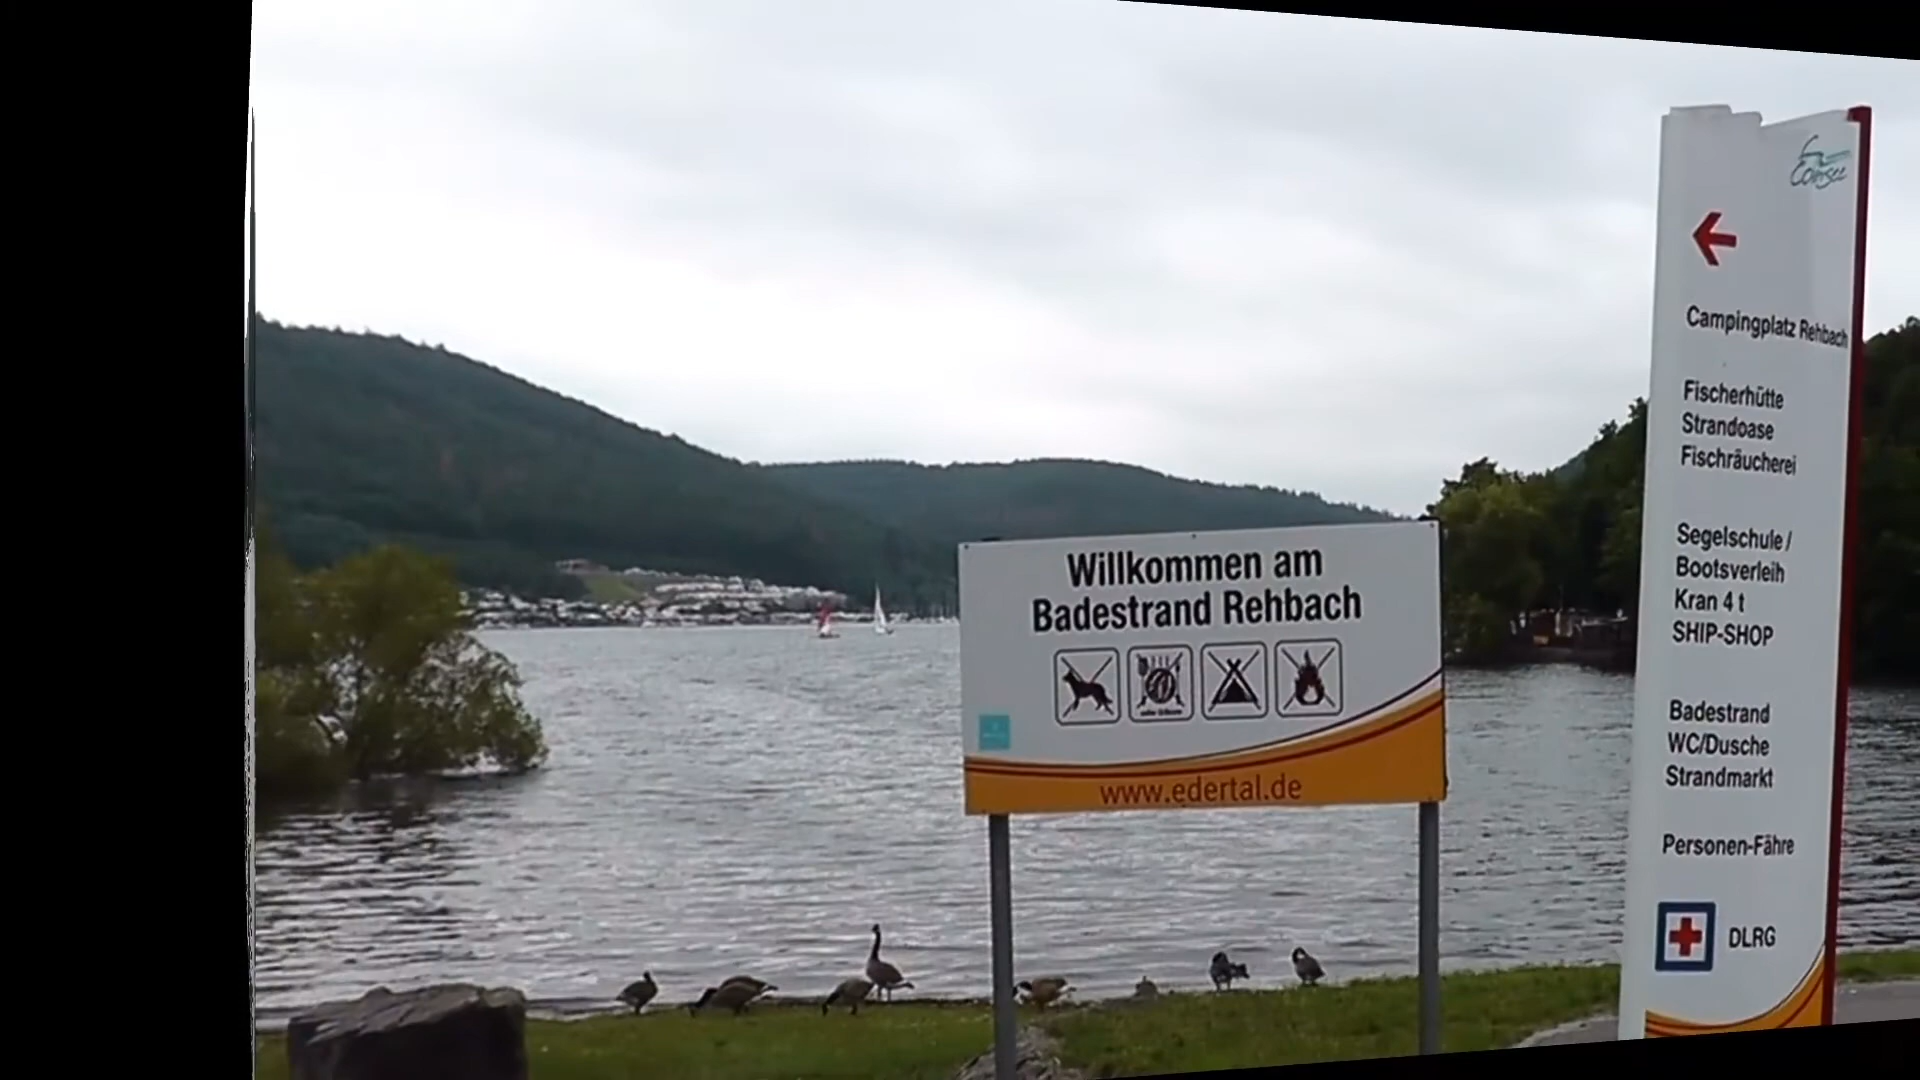 Willkommen am
Badestrand Rehbach
www.edertal.de
Edersee
Campingplatz Rehbach
Fischerhütte
Strandoase
Fischräucherei
Segelschule /
Bootsverleih
Kran 4 t
SHIP-SHOP
Badestrand
WC/Dusche
Strandmarkt
Personen-Fähre
DLRG